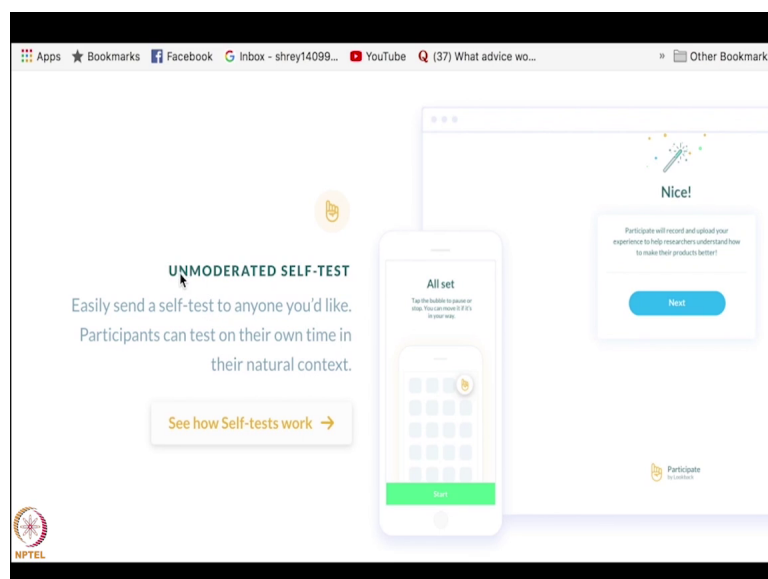 Apps Bookmarks Facebook Inbox - shrey14099... YouTube (37) What advice wo... » Other Bookmark
Nice!
Participate will record and upload your
experience to help researchers understand how
to make their products better!
Next
UNMODERATED SELF-TEST
Easily send a self-test to anyone you'd like.
Participants can test on their own time in
their natural context.
See how Self-tests work →
All set
Tap the bubble to pause or
stop. You can move it if it's
in your way.
Start
Participate
by Lookback
NPTEL